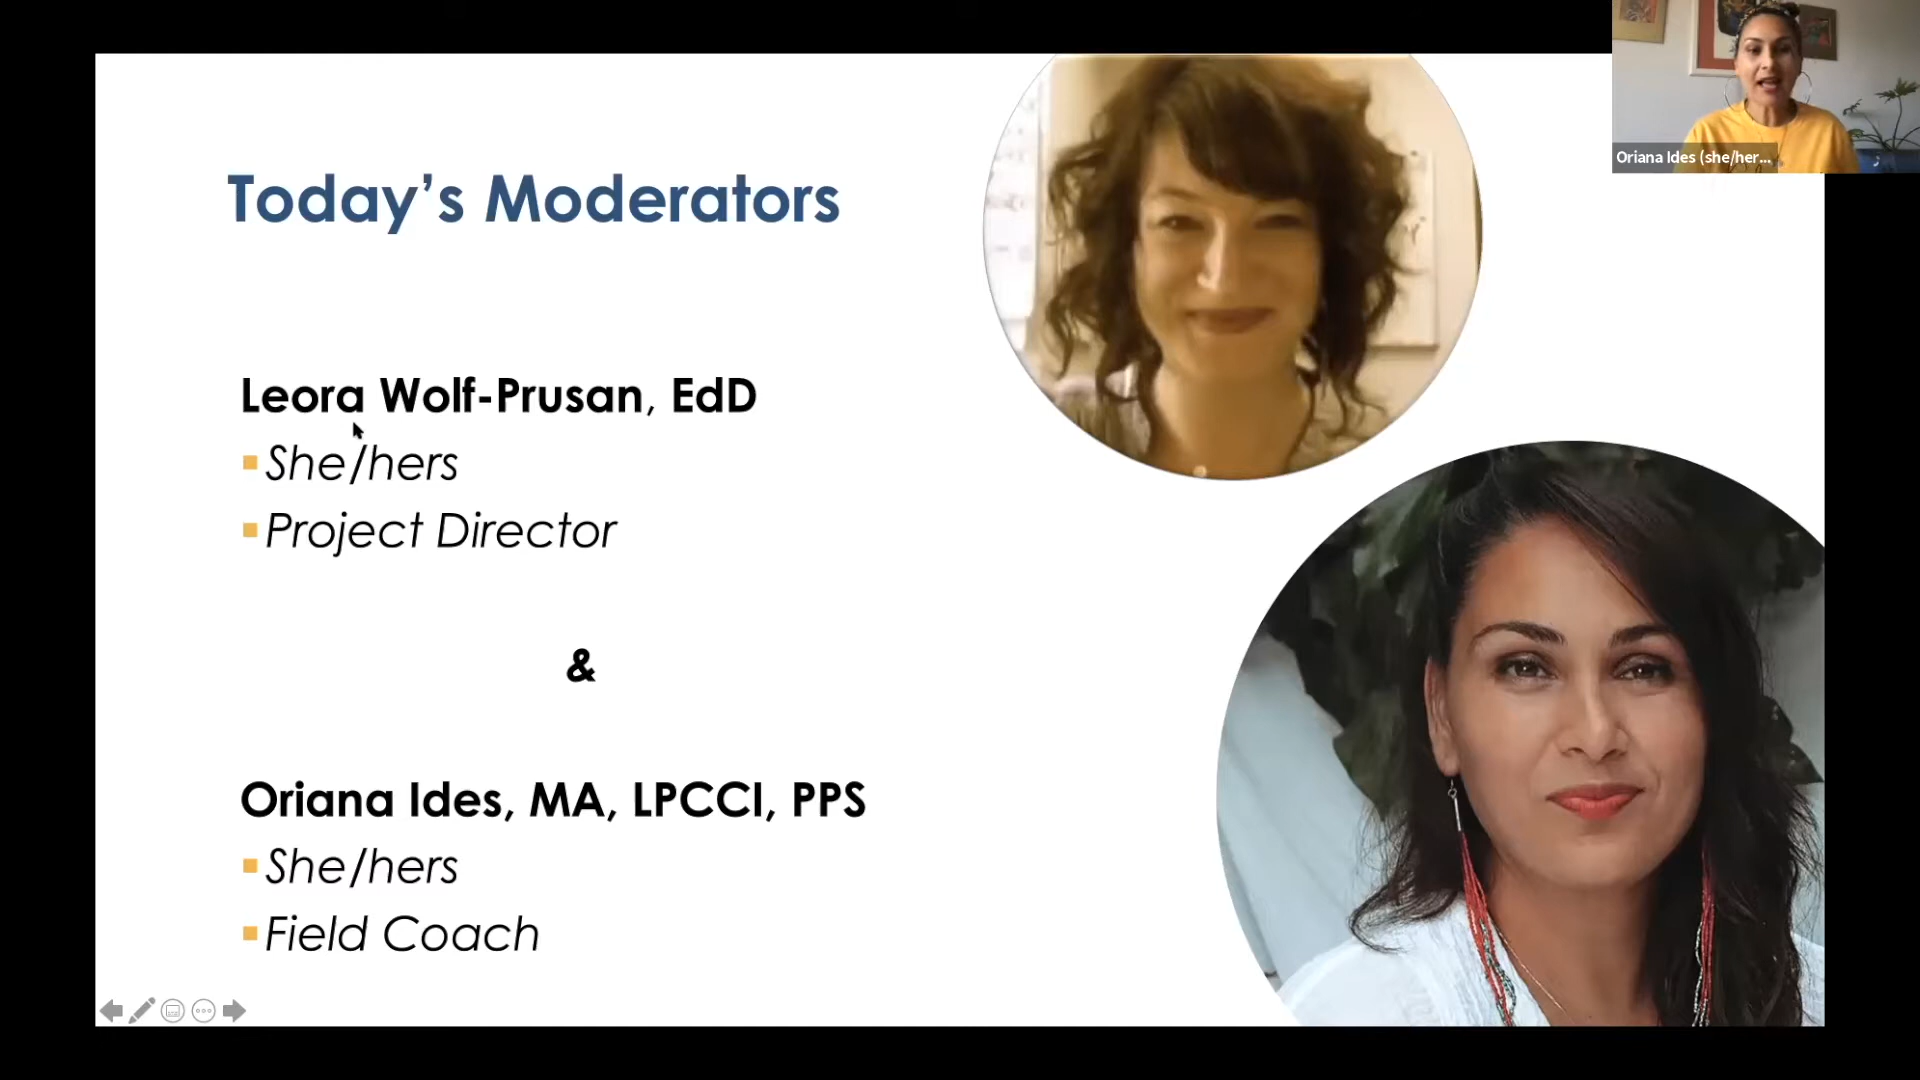 Today’s Moderators
Leora Wolf-Prusan, EdD
She/hers
Project Director
&
Oriana Ides, MA, LPCCI, PPS
She/hers
Field Coach
Oriana Ides (she/her...